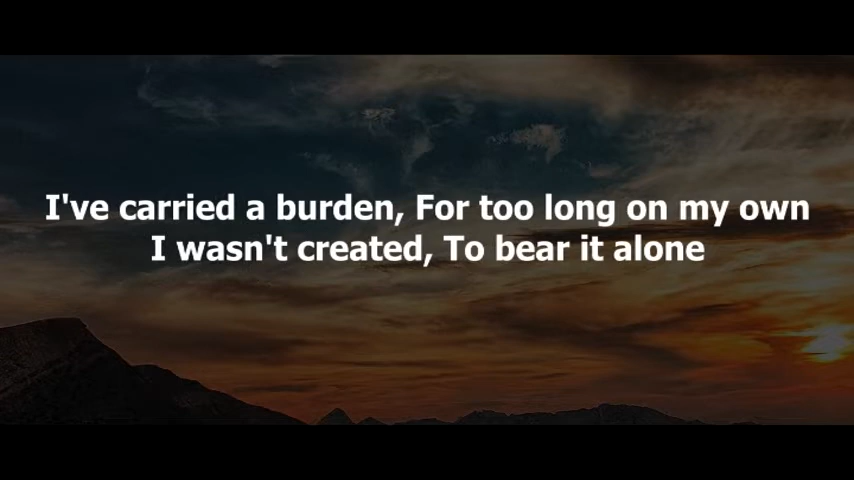 I've carried a burden, For too long on my own
I wasn't created, To bear it alone